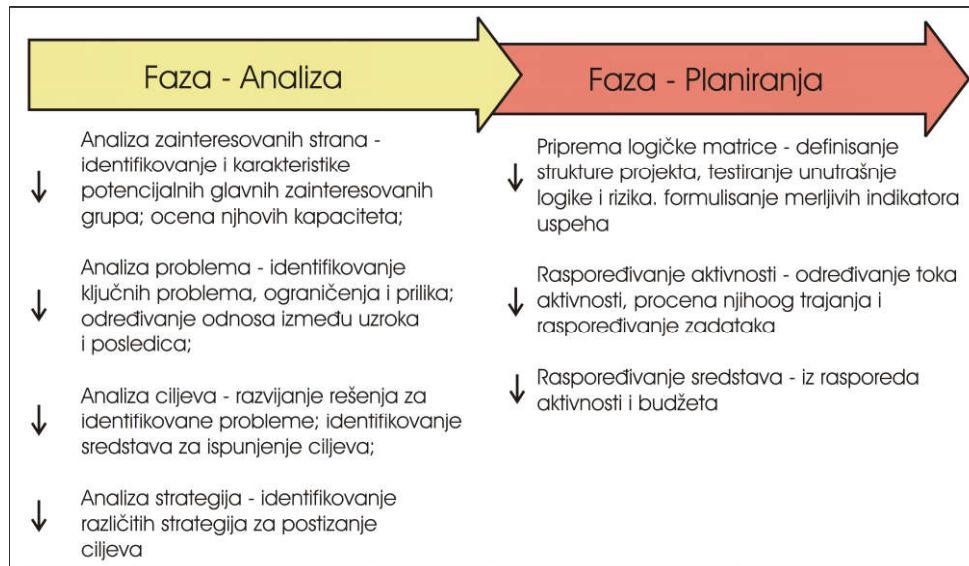 Faza - Analiza
Analiza zainteresovanih strana -
identifikovanje i karakteristike
potencijalnih glavnih zainteresovanih
grupa; ocena njhovih kapaciteta;
Analiza problema - identifikovanje
ključnih problema, ograničenja i prilika;
određivanje odnosa između uzroka
i posledica;
Analiza ciljeva - razvijanje rešenja za
identifikovane probleme; identifikovanje
sredstava za ispunjenje ciljeva;
Analiza strategija - identifikovanje
različitih strategija za postizanje
ciljeva
Faza - Planiranja
Priprema logičke matrice - definisanje
strukture projekta, testiranje unutrašnje
logike i rizika. formulisanje merljivih indikatora
uspeha
Raspoređivanje aktivnosti - određivanje toka
aktivnosti, procena njihoog trajanja i
raspoređivanje zadataka
Raspoređivanje sredstava - iz rasporeda
aktivnosti i budžeta